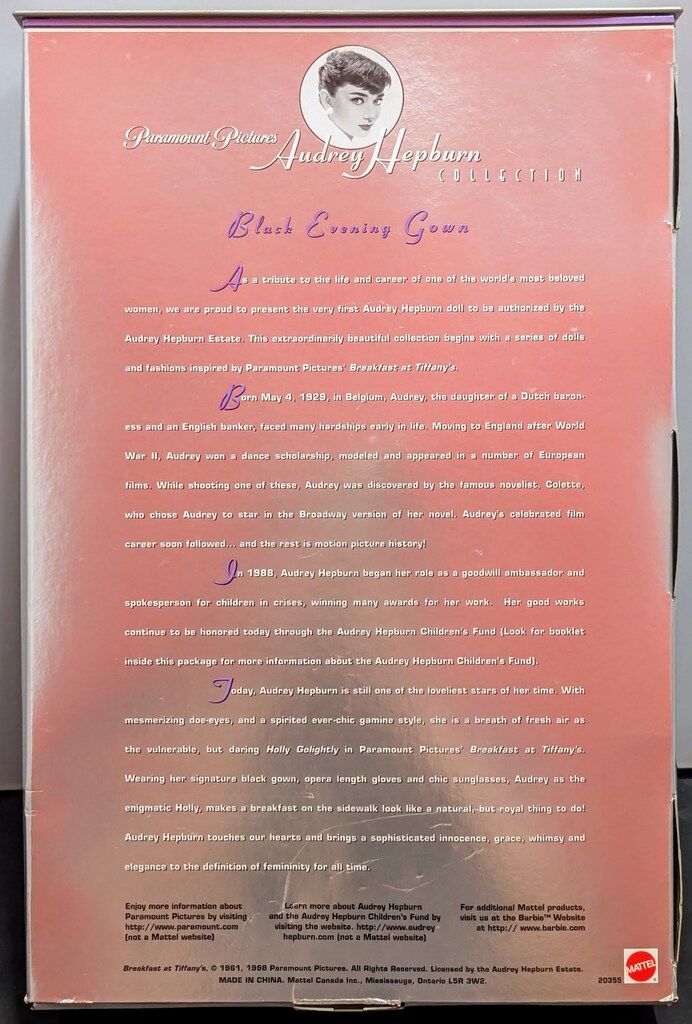 Paramount Pictures
Audrey Hepburn
COLLECTION
Black Evening Gown
As a tribute to the life and career of one of the world's most beloved
women, we are proud to present the very first Audrey Hepburn doll to be authorized by the
Audrey Hepburn Estate. This extraordinarily beautiful collection begins with a series of dolls
and fashions inspired by Paramount Pictures' Breakfast at Tiffany's.
Born May 4, 1929, in Belgium, Audrey, the daughter of a Dutch baron-
ess and an English banker, faced many hardships early in life. Moving to England after World
War II, Audrey won a dance scholarship, modeled and appeared in a number of European
films. While shooting one of these, Audrey was discovered by the famous novelist, Colette,
who chose Audrey to star in the Broadway version of her novel. Audrey's celebrated film
career soon followed... and the rest is motion picture history!
In 1988, Audrey Hepburn began her role as a goodwill ambassador and
spokesperson for children in crises, winning many awards for her work. Her good works
continue to be honored today through the Audrey Hepburn Children's Fund (Look for booklet
inside this package for more information about the Audrey Hepburn Children's Fund).
Today, Audrey Hepburn is still one of the loveliest stars of her time. With
mesmerizing doe-eyes, and a spirited ever-chic gamine style, she is a breath of fresh air as
the vulnerable, but daring Holly Golightly in Paramount Pictures' Breakfast at Tiffany's.
Wearing her signature black gown, opera length gloves and chic sunglasses, Audrey as the
enigmatic Holly, makes a breakfast on the sidewalk look like a natural, but royal thing to do!
Audrey Hepburn touches our hearts and brings a sophisticated innocence, grace, whimsy and
elegance to the definition of femininity for all time.
Enjoy more information about
Paramount Pictures by visiting
http://www.paramount.com
(not a Mattel website)
Learn more about Audrey Hepburn
and the Audrey Hepburn Children's Fund by
visiting the website. http://www.audrey
hepburn.com (not a Mattel website)
For additional Mattel products,
visit us at the Barbie™ Website
at http:// www.barbie.com
Breakfast at Tiffany's, © 1961, 1998 Paramount Pictures. All Rights Reserved. Licensed by the Audrey Hepburn Estate.
MADE IN CHINA. Mattel Canada Inc., Mississauga, Ontario L5R 3W2.
20355
MATTEL